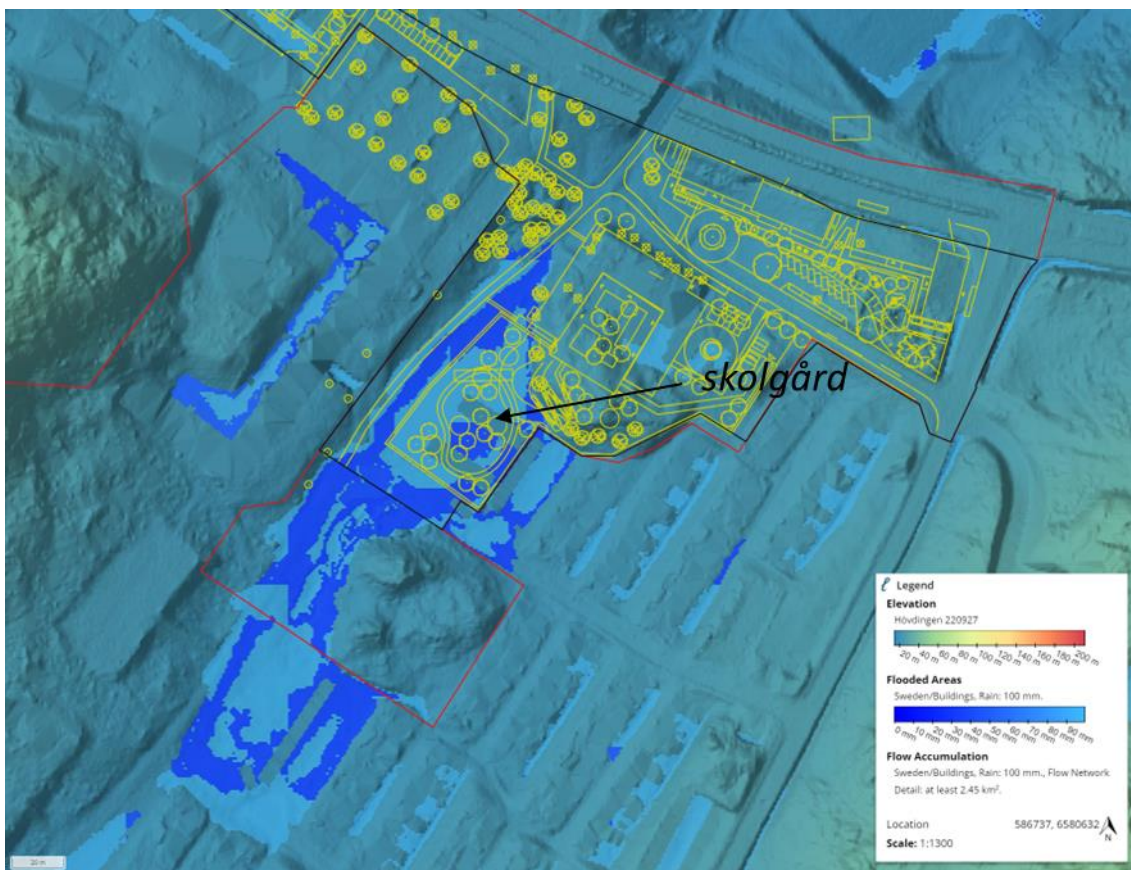 skolgård
Legend
Elevation
Hövdingen 220927
20 m 40 m 60 m 80 m 100 m 120 m 140 m 160 m 180 m 200 m
Flooded Areas
Sweden/Buildings, Rain: 100 mm.
0 mm 10 mm 20 mm 30 mm 40 mm 50 mm 60 mm 70 mm 80 mm 90 mm
Flow Accumulation
Sweden/Buildings, Rain: 100 mm., Flow Network
Detail: at least 2.45 km².
Location 586737, 6580632
N
Scale: 1:1300
20 m